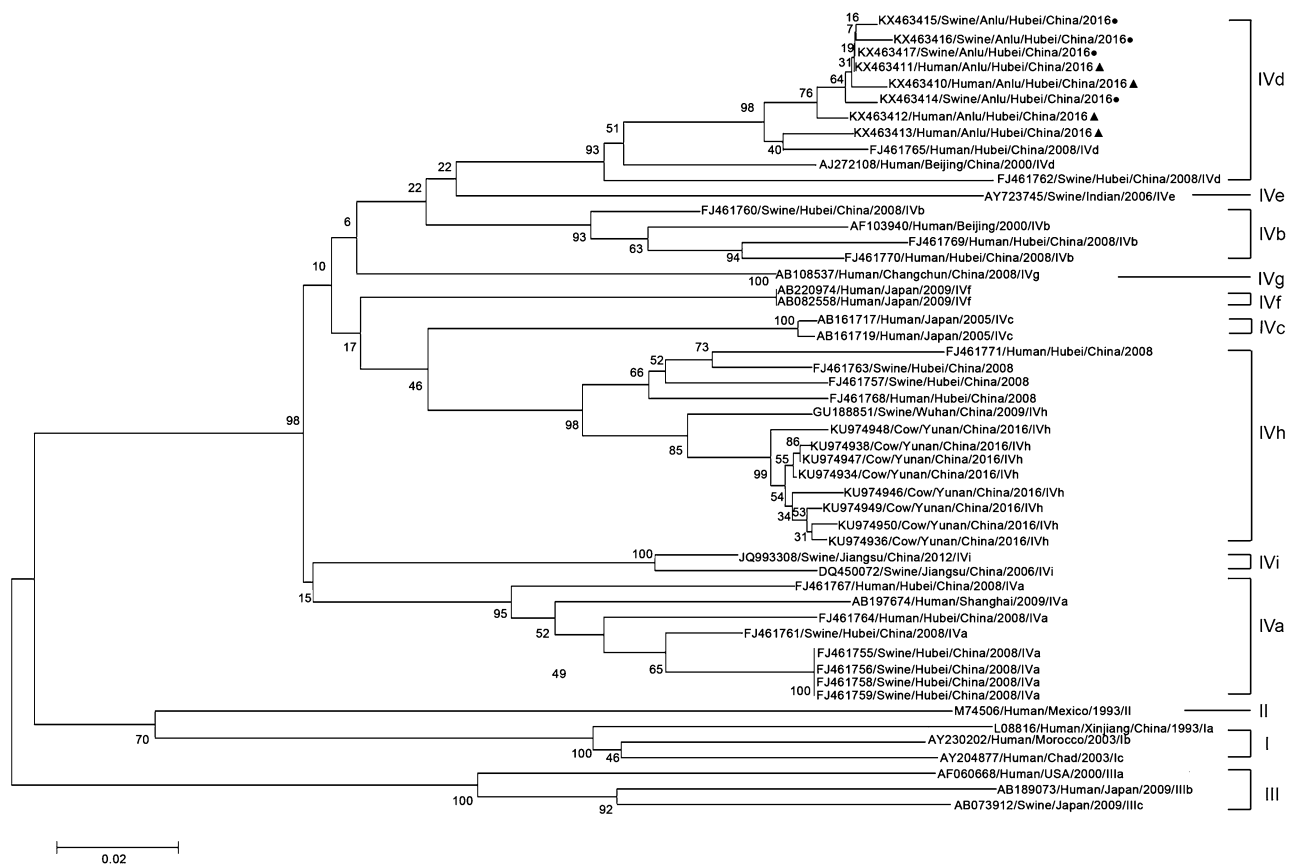 16
KX463415/Swine/Anlu/Hubei/China/2016●
7
KX463416/Swine/Anlu/Hubei/China/2016●
19
KX463417/Swine/Anlu/Hubei/China/2016●
31
KX463411/Human/Anlu/Hubei/China/2016▲
64
KX463410/Human/Anlu/Hubei/China/2016▲
IVd
76
KX463414/Swine/Anlu/Hubei/China/2016●
98
KX463412/Human/Anlu/Hubei/China/2016▲
51
KX463413/Human/Anlu/Hubei/China/2016▲
93
40
FJ461765/Human/Hubei/China/2008/IVd
22
AJ272108/Human/Beijing/China/2000/IVd
FJ461762/Swine/Hubei/China/2008/IVd
22
AY723745/Swine/Indian/2006/IVe
IVe
6
FJ461760/Swine/Hubei/China/2008/IVb
93
AF103940/Human/Beijing/2000/IVb
IVb
63
FJ461769/Human/Hubei/China/2008/IVb
94
FJ461770/Human/Hubei/China/2008/IVb
10
AB108537/Human/Changchun/China/2008/IVg
IVg
100
AB220974/Human/Japan/2009/IVf
IVf
AB082558/Human/Japan/2009/IVf
100
AB161717/Human/Japan/2005/IVc
IVc
AB161719/Human/Japan/2005/IVc
17
73
FJ461771/Human/Hubei/China/2008
52
FJ461763/Swine/Hubei/China/2008
46
66
FJ461757/Swine/Hubei/China/2008
FJ461768/Human/Hubei/China/2008
98
98
GU188851/Swine/Wuhan/China/2009/IVh
KU974948/Cow/Yunan/China/2016/IVh
IVh
85
86
KU974938/Cow/Yunan/China/2016/IVh
55
KU974947/Cow/Yunan/China/2016/IVh
99
KU974934/Cow/Yunan/China/2016/IVh
54
KU974946/Cow/Yunan/China/2016/IVh
34
53
KU974949/Cow/Yunan/China/2016/IVh
KU974950/Cow/Yunan/China/2016/IVh
31
KU974936/Cow/Yunan/China/2016/IVh
100
JQ993308/Swine/Jiangsu/China/2012/IVi
IVi
DQ450072/Swine/Jiangsu/China/2006/IVi
15
FJ461767/Human/Hubei/China/2008/IVa
95
AB197674/Human/Shanghai/2009/IVa
52
FJ461764/Human/Hubei/China/2008/IVa
IVa
FJ461761/Swine/Hubei/China/2008/IVa
49
65
FJ461755/Swine/Hubei/China/2008/IVa
FJ461756/Swine/Hubei/China/2008/IVa
FJ461758/Swine/Hubei/China/2008/IVa
100
FJ461759/Swine/Hubei/China/2008/IVa
M74506/Human/Mexico/1993/II
II
70
L08816/Human/Xinjiang/China/1993/Ia
100
AY230202/Human/Morocco/2003/Ib
I
46
AY204877/Human/Chad/2003/Ic
AF060668/Human/USA/2000/IIIa
100
AB189073/Human/Japan/2009/IIIb
III
92
AB073912/Swine/Japan/2009/IIIc
0.02